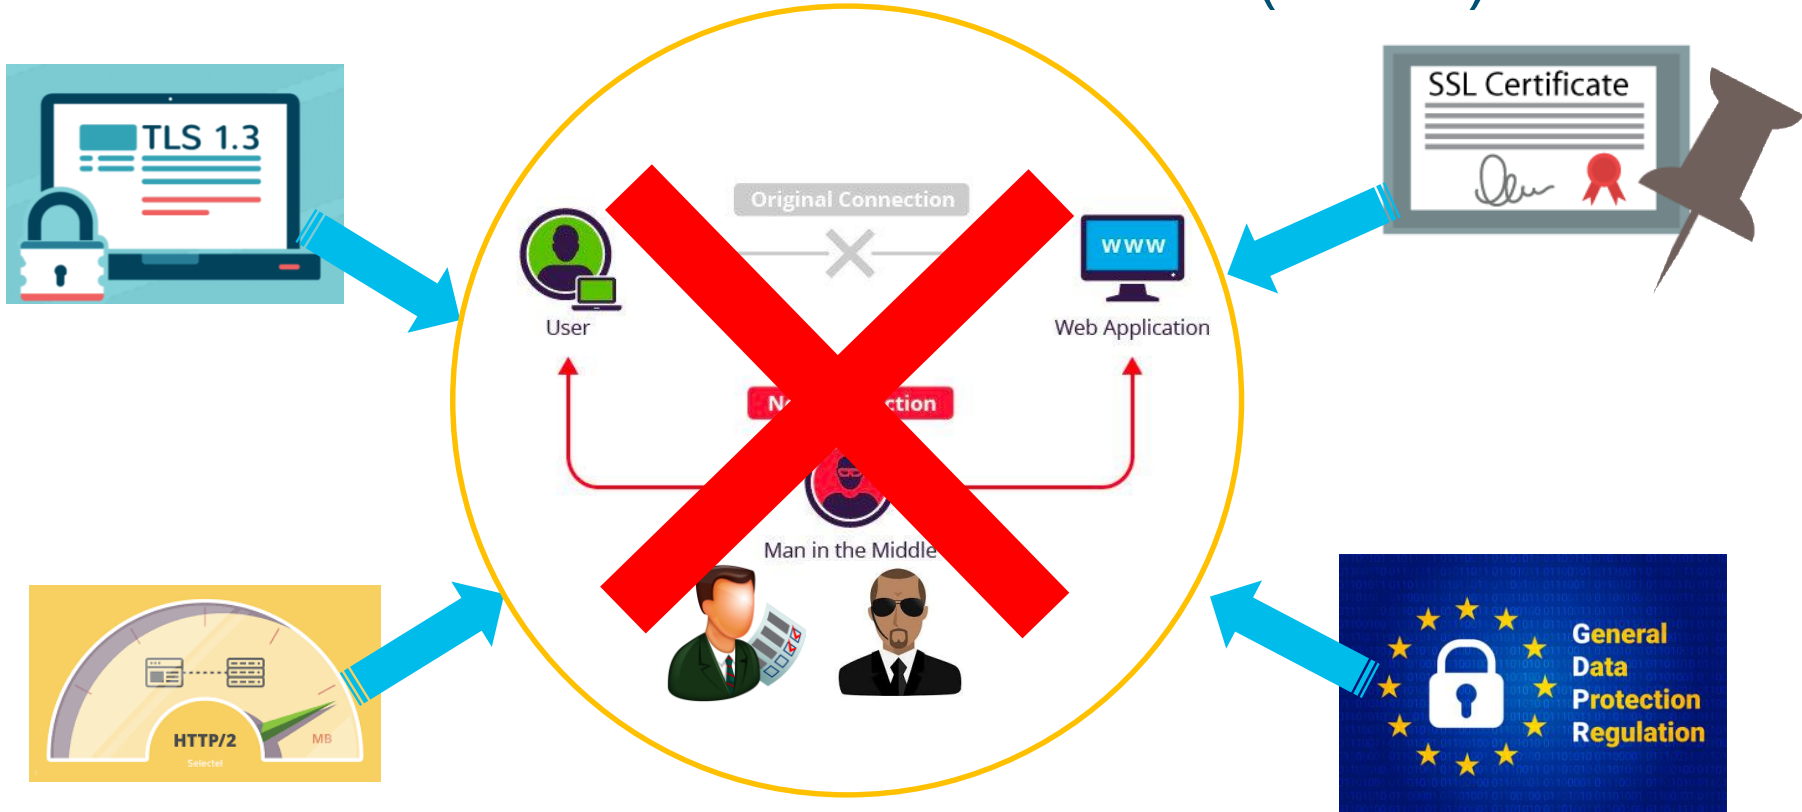 TLS 1.3
SSL Certificate
Original Connection
www
User
Web Application
Man in the Middle
HTTP/2
MB
Selectel
General
Data
Protection
Regulation